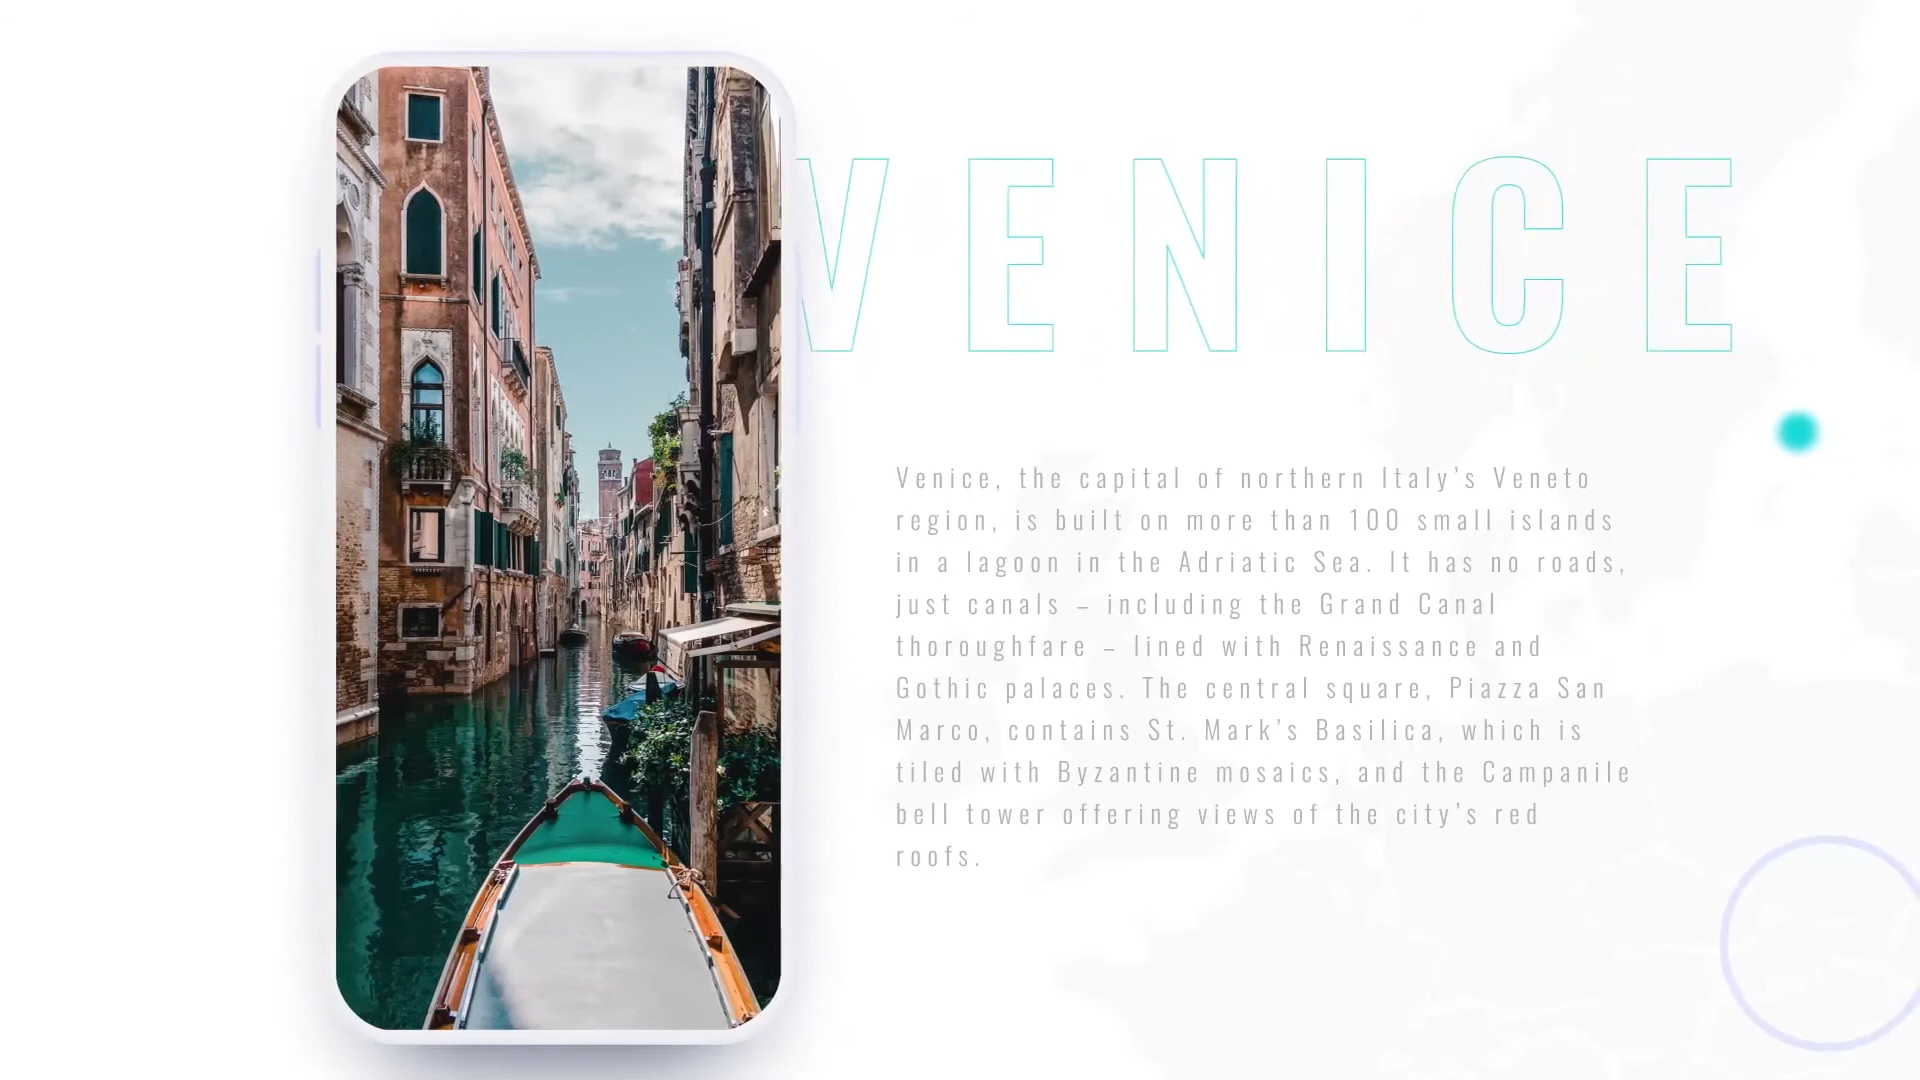 VENICE
Venice, the capital of northern Italy’s Veneto
region, is built on more than 100 small islands
in a lagoon in the Adriatic Sea. It has no roads,
just canals – including the Grand Canal
thoroughfare – lined with Renaissance and
Gothic palaces. The central square, Piazza San
Marco, contains St. Mark’s Basilica, which is
tiled with Byzantine mosaics, and the Campanile
bell tower offering views of the city’s red
roofs.